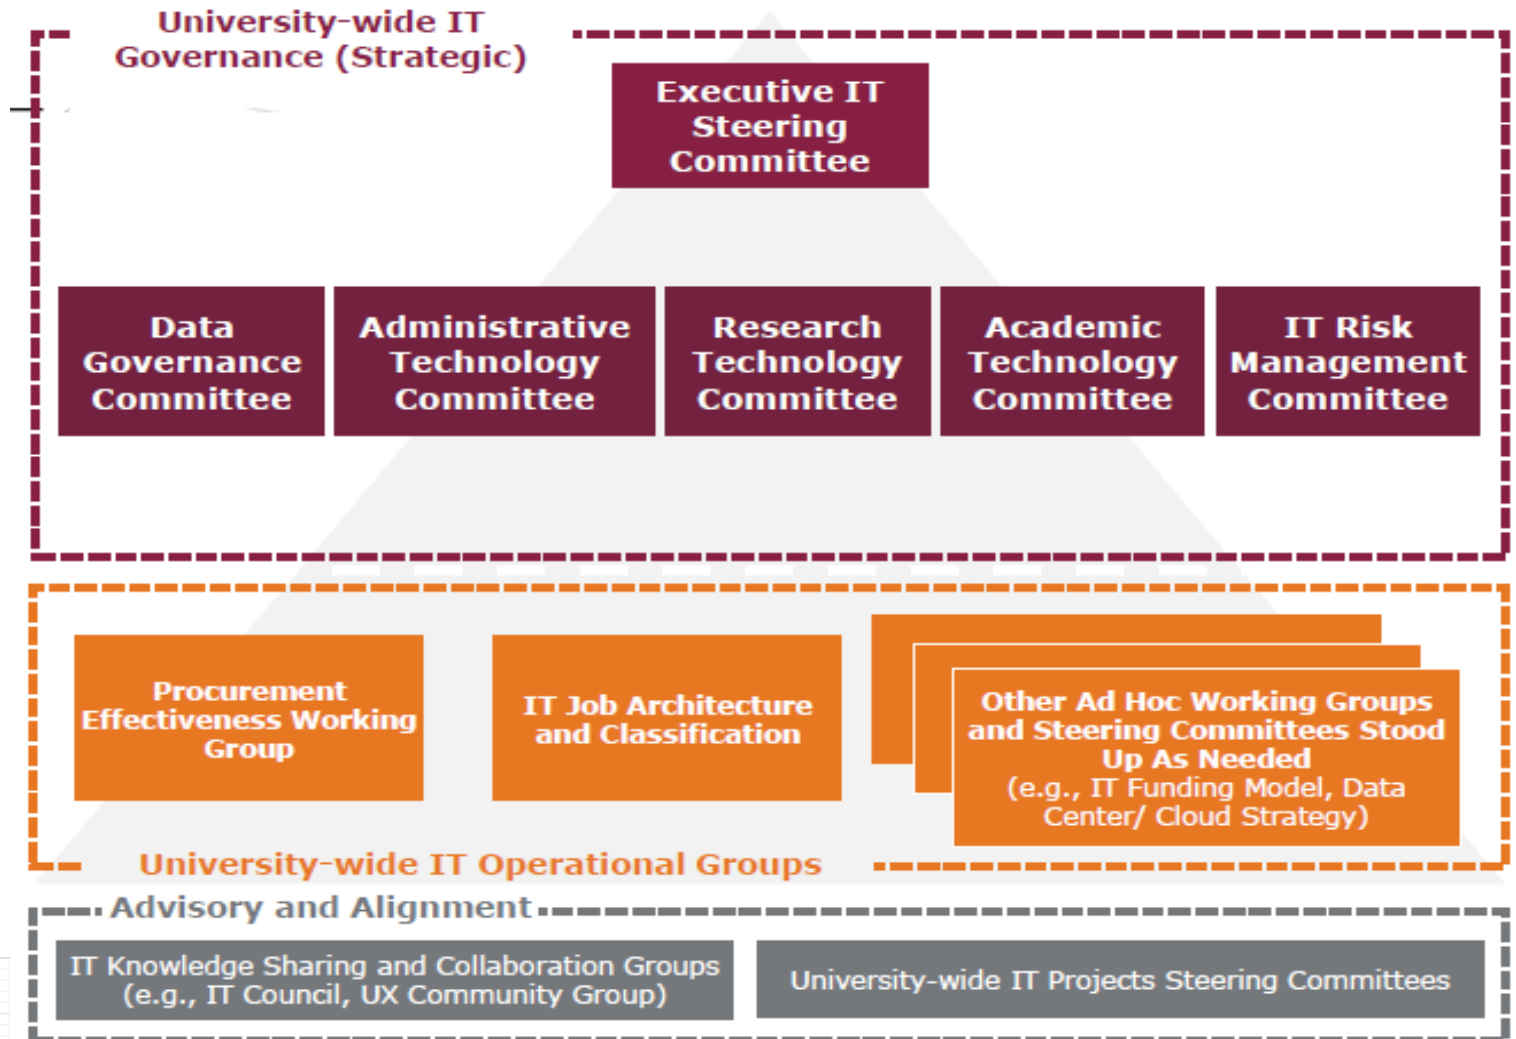 University-wide IT
Governance (Strategic)
Executive IT
Steering
Committee
Data
Governance
Committee
Administrative
Technology
Committee
Research
Technology
Committee
Academic
Technology
Committee
IT Risk
Management
Committee
Procurement
Effectiveness Working
Group
IT Job Architecture
and Classification
Other Ad Hoc Working Groups
and Steering Committees Stood
Up As Needed
(e.g., IT Funding Model, Data
Center/ Cloud Strategy)
University-wide IT Operational Groups
Advisory and Alignment
IT Knowledge Sharing and Collaboration Groups
(e.g., IT Council, UX Community Group)
University-wide IT Projects Steering Committees